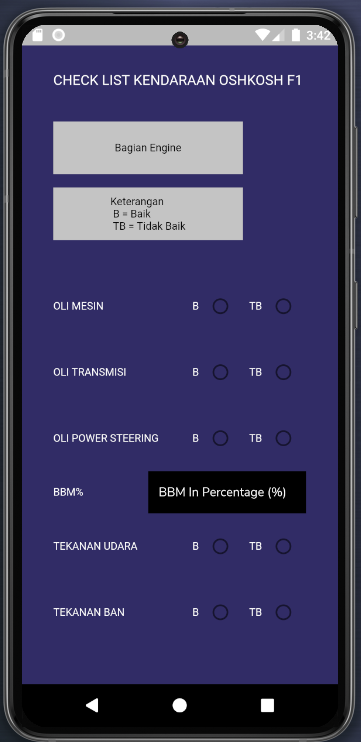 3:42
CHECK LIST KENDARAAN OSHKOSH F1
Bagian Engine
Keterangan
B = Baik
TB = Tidak Baik
OLI MESIN B TB
OLI TRANSMISI B TB
OLI POWER STEERING B TB
BBM% BBM In Percentage (%)
TEKANAN UDARA B TB
TEKANAN BAN B TB